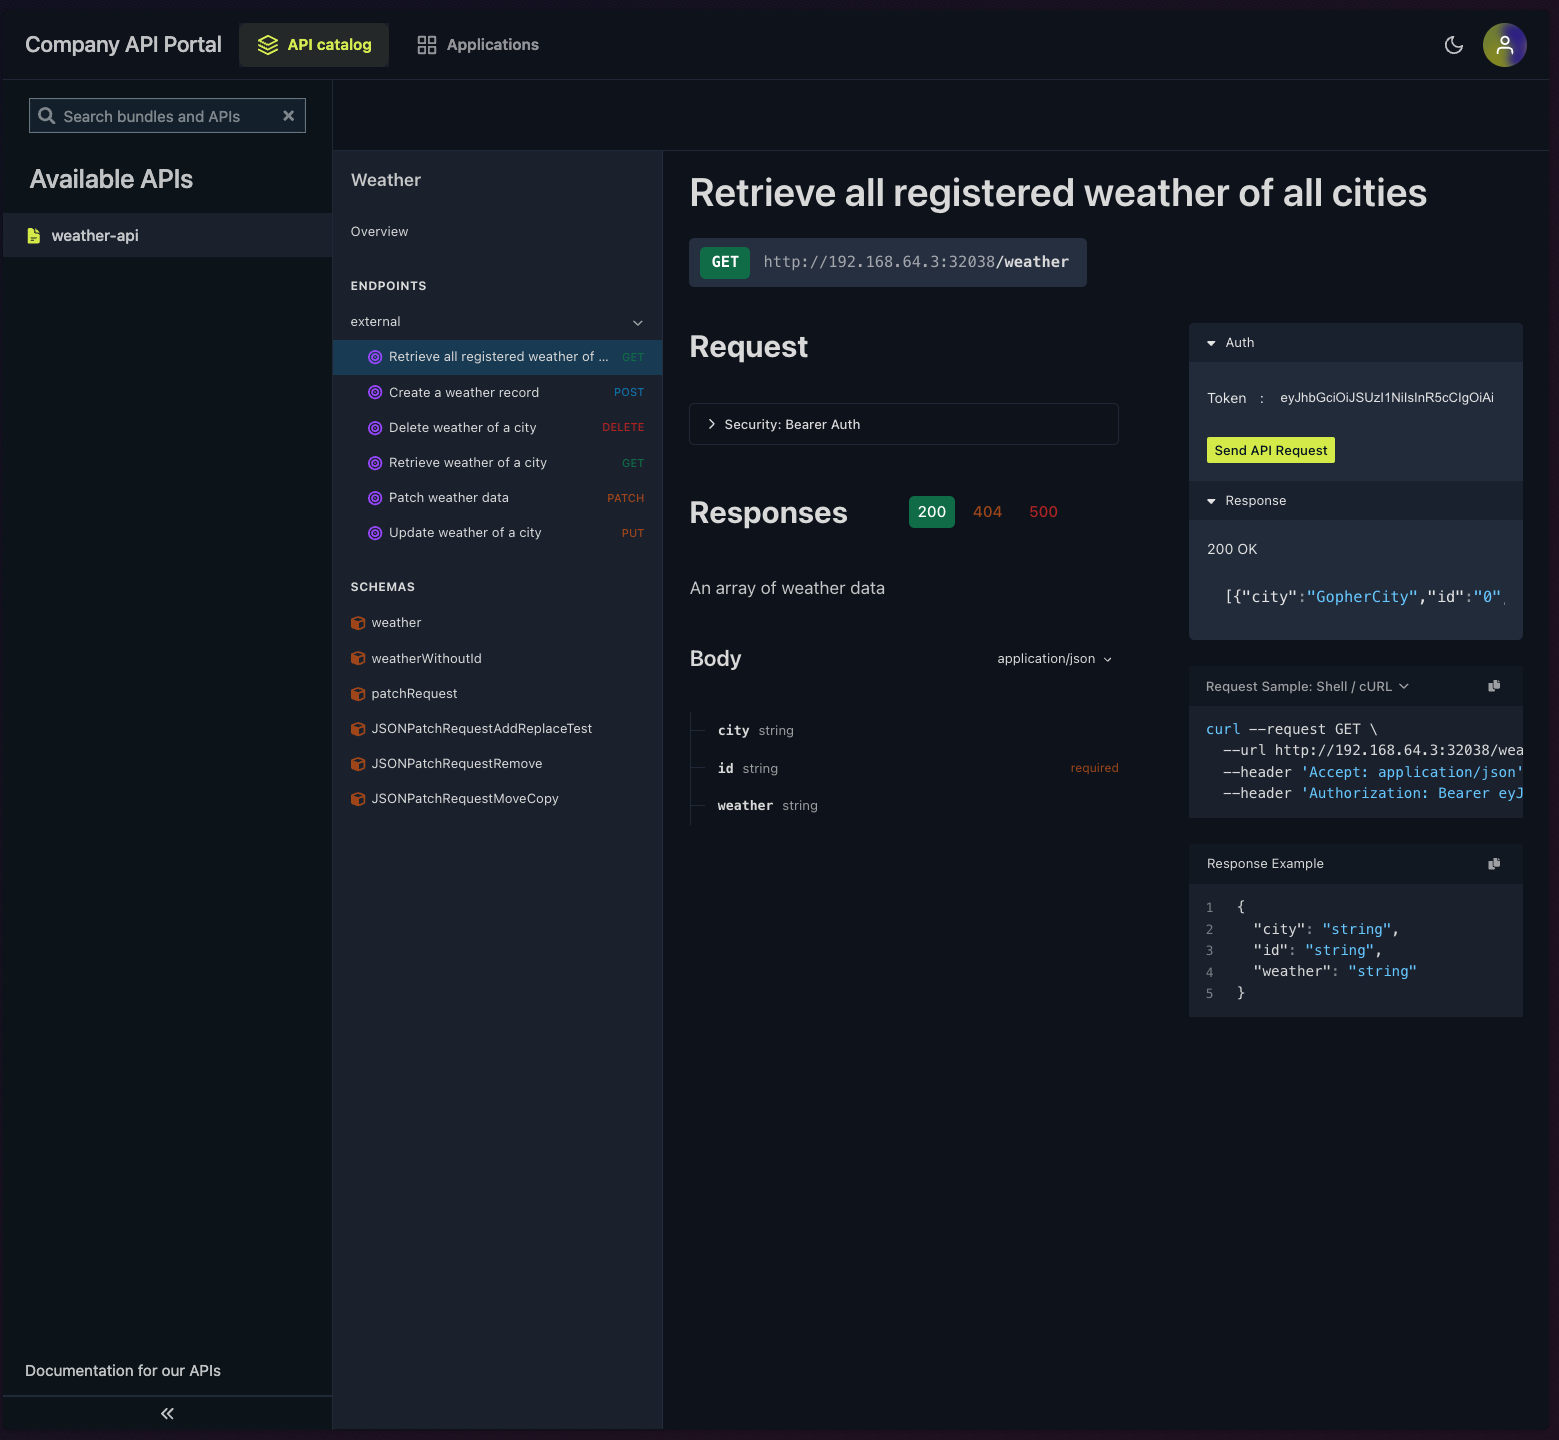 Company API Portal
API catalog
Applications
Search bundles and APIs
Available APIs
weather-api
Documentation for our APIs
Weather
Overview
ENDPOINTS
external
Retrieve all registered weather of ... GET
Create a weather record POST
Delete weather of a city DELETE
Retrieve weather of a city GET
Patch weather data PATCH
Update weather of a city PUT
SCHEMAS
weather
weatherWithoutId
patchRequest
JSONPatchRequestAddReplaceTest
JSONPatchRequestRemove
JSONPatchRequestMoveCopy
Retrieve all registered weather of all cities
GET http://192.168.64.3:32038/weather
Request
Security: Bearer Auth
Responses 200 404 500
An array of weather data
Body application/json
city string
id string required
weather string
Auth
Token : eyJhbGciOiJSUzI1NiIsInR5cCIgOiAi
Send API Request
Response
200 OK
[{"city":"GopherCity","id":"0",
Request Sample: Shell / cURL
curl --request GET \
--url http://192.168.64.3:32038/wea
--header 'Accept: application/json'
--header 'Authorization: Bearer eyJ
Response Example
1 {
2 "city": "string",
3 "id": "string",
4 "weather": "string"
5 }